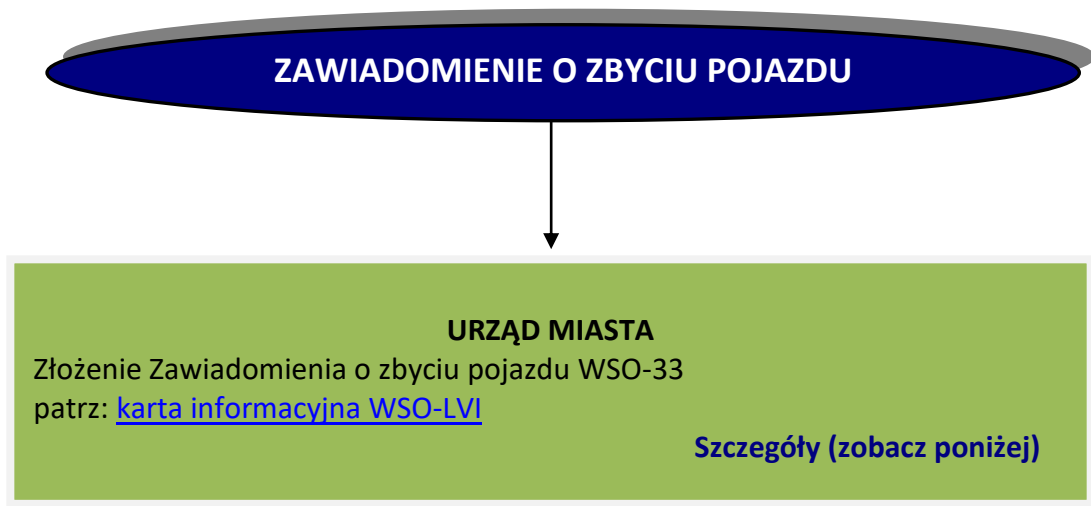 ZAWIADOMIENIE O ZBYCIU POJAZDU
URZĄD MIASTA
Złożenie Zawiadomienia o zbyciu pojazdu WSO-33
patrz: karta informacyjna WSO-LVI
Szczegóły (zobacz poniżej)